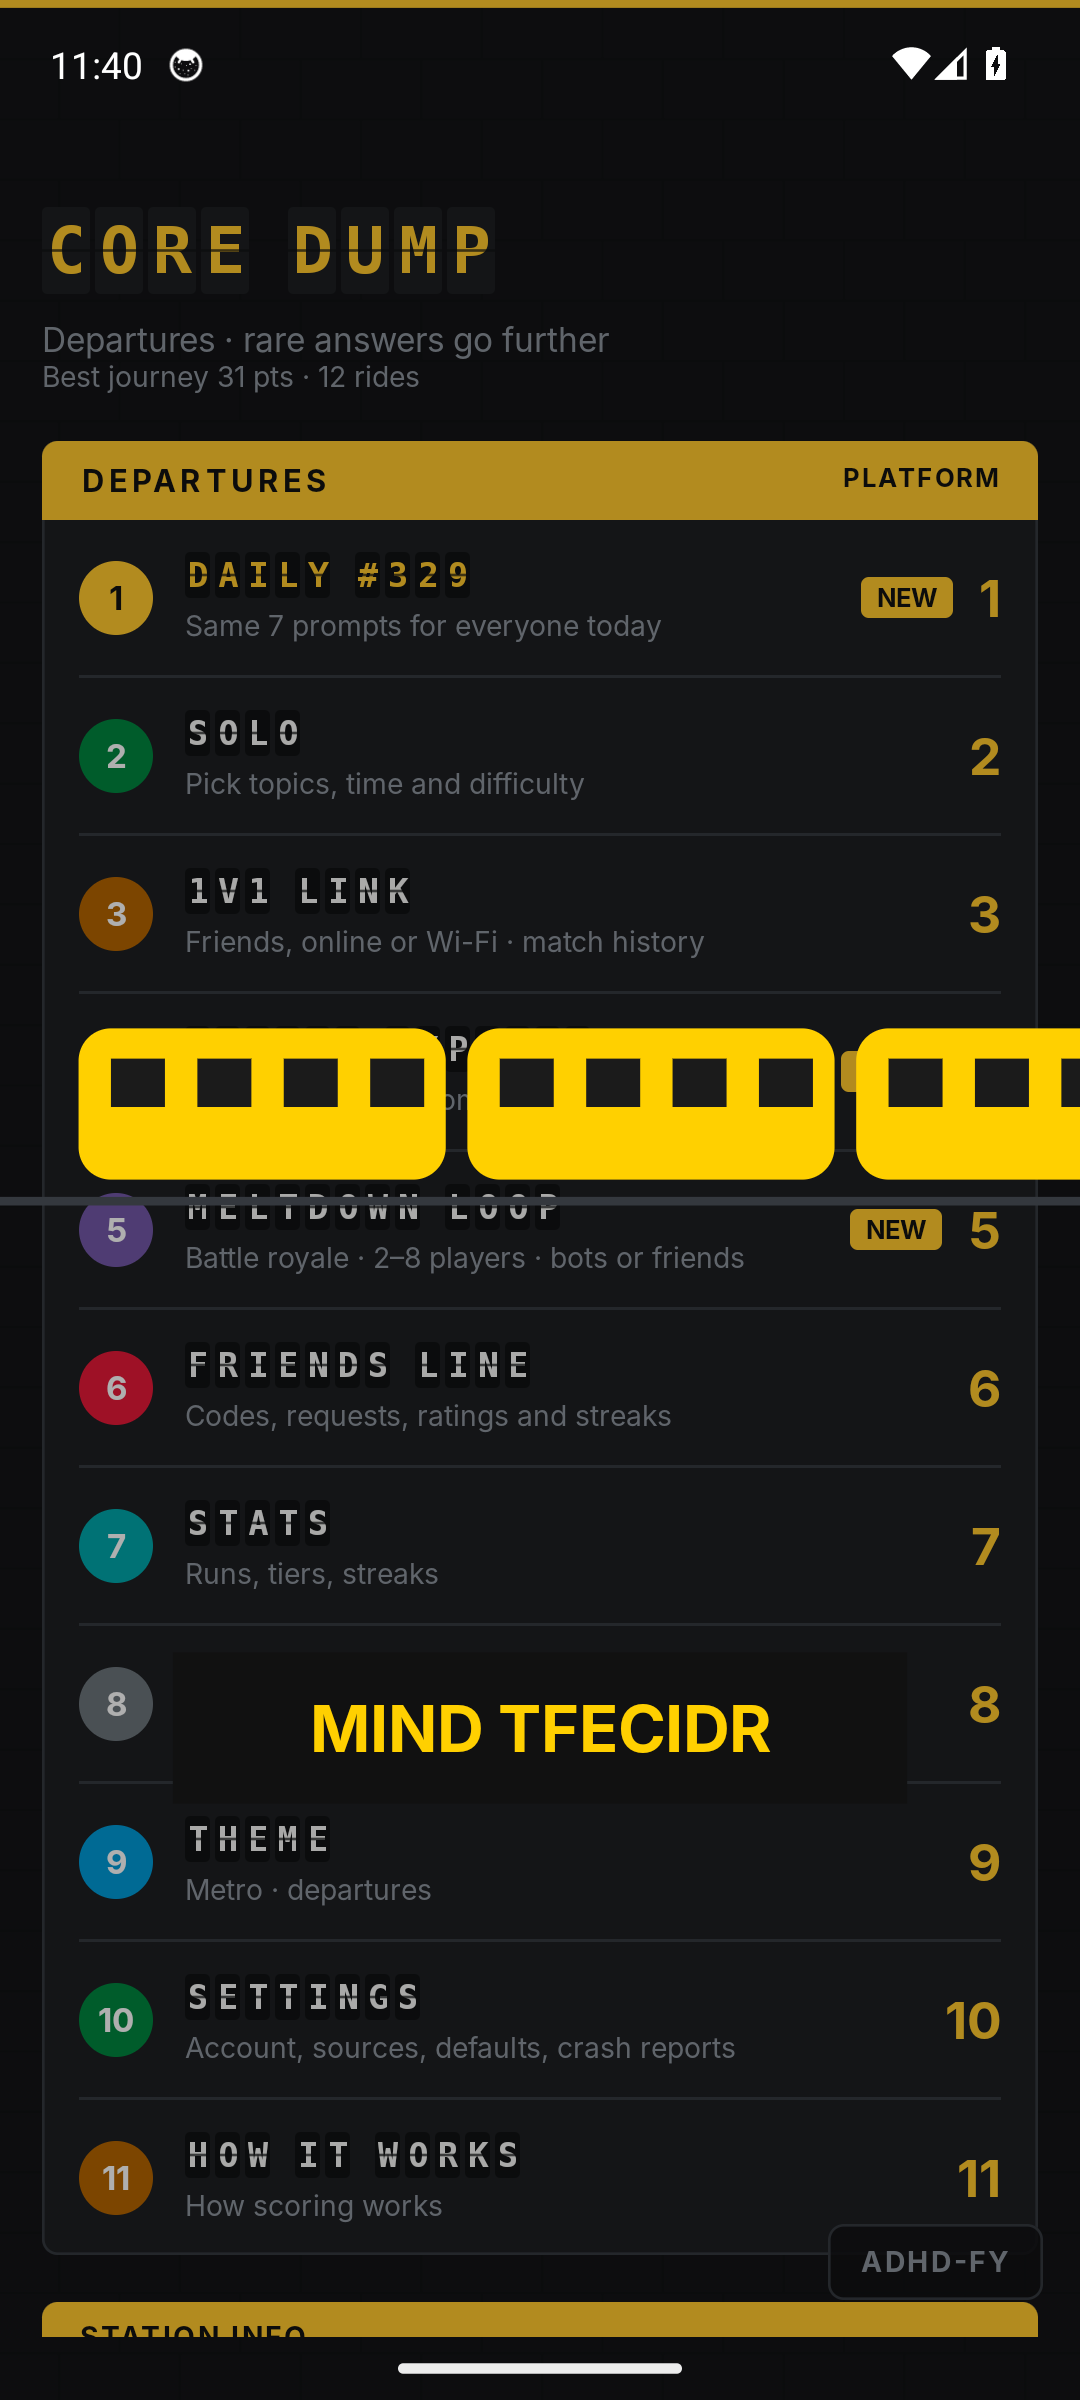 11:40
CORE DUMP
Departures · rare answers go further
Best journey 31 pts · 12 rides
DEPARTURES PLATFORM
1 DAILY #329 NEW 1
Same 7 prompts for everyone today
2 SOLO 2
Pick topics, time and difficulty
3 1V1 LINK 3
Friends, online or Wi-Fi · match history
5 MELTDOWN LOOP NEW 5
Battle royale · 2–8 players · bots or friends
6 FRIENDS LINE 6
Codes, requests, ratings and streaks
7 STATS 7
Runs, tiers, streaks
8 MIND TFECIDR 8
9 THEME 9
Metro · departures
10 SETTINGS 10
Account, sources, defaults, crash reports
11 HOW IT WORKS 11
How scoring works
ADHD-FY
STATION INFO